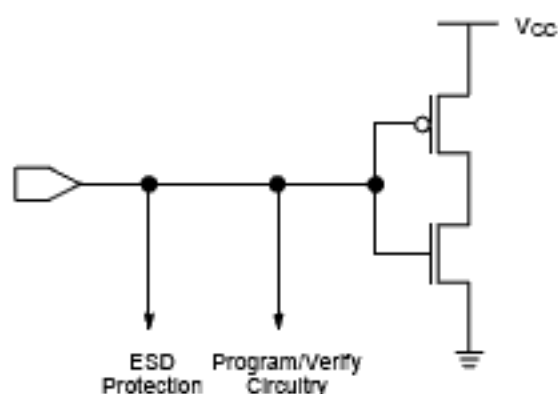 VCC
ESD
Protection
Program/Verify
Circuitry